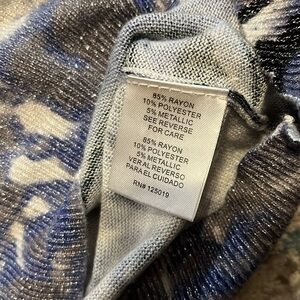 85% RAYON
10% POLYESTER
5% METALLIC
SEE REVERSE
FOR CARE
85% RAYON
10% POLYESTER
5% METALLIC
VER AL REVERSO
PARA EL CUIDADO
RN# 125019